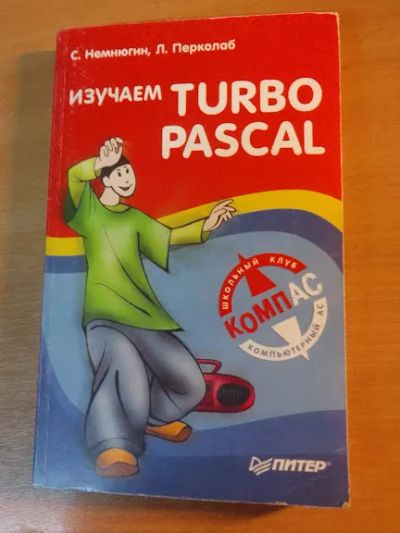 С. Немнюгин, Л. Перколаб
ИЗУЧАЕМ TURBO
PASCAL
ШКОЛЬНЫЙ КЛУБ
КОМПАС
КОМПЬЮТЕРНЫЙ АС
ПИТЕР®